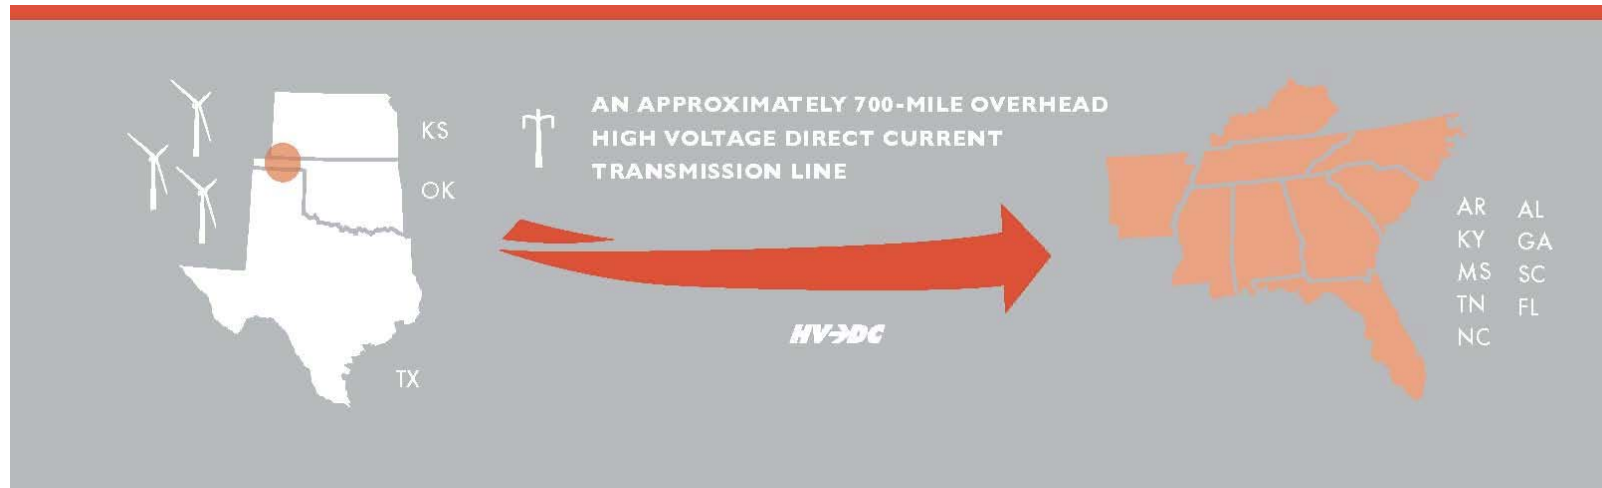 KS
OK
TX
AN APPROXIMATELY 700-MILE OVERHEAD
HIGH VOLTAGE DIRECT CURRENT
TRANSMISSION LINE
HV→DC
AR AL
KY GA
MS SC
TN FL
NC